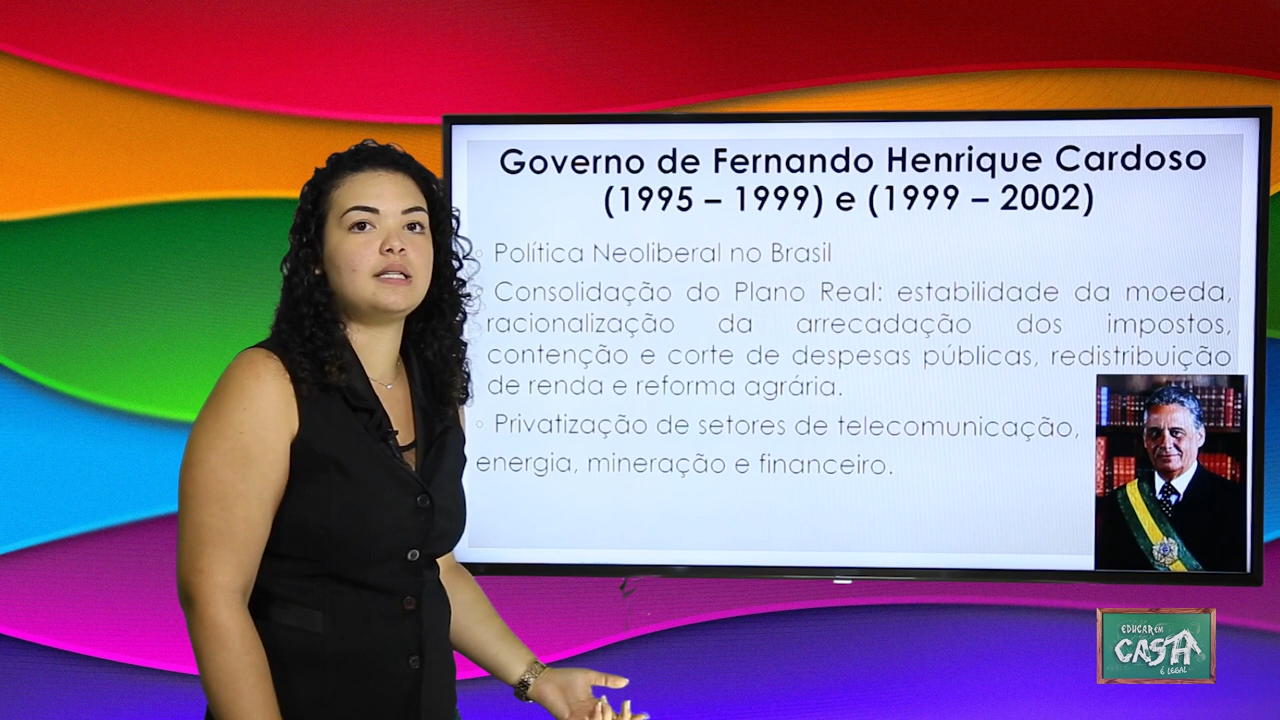 Governo de Fernando Henrique Cardoso
(1995 – 1999) e (1999 – 2002)
◦ Política Neoliberal no Brasil
◦ Consolidação do Plano Real: estabilidade da moeda,
racionalização da arrecadação dos impostos,
contenção e corte de despesas públicas, redistribuição
de renda e reforma agrária.
◦ Privatização de setores de telecomunicação,
energia, mineração e financeiro.
EDUCAR EM
CASA
É LEGAL